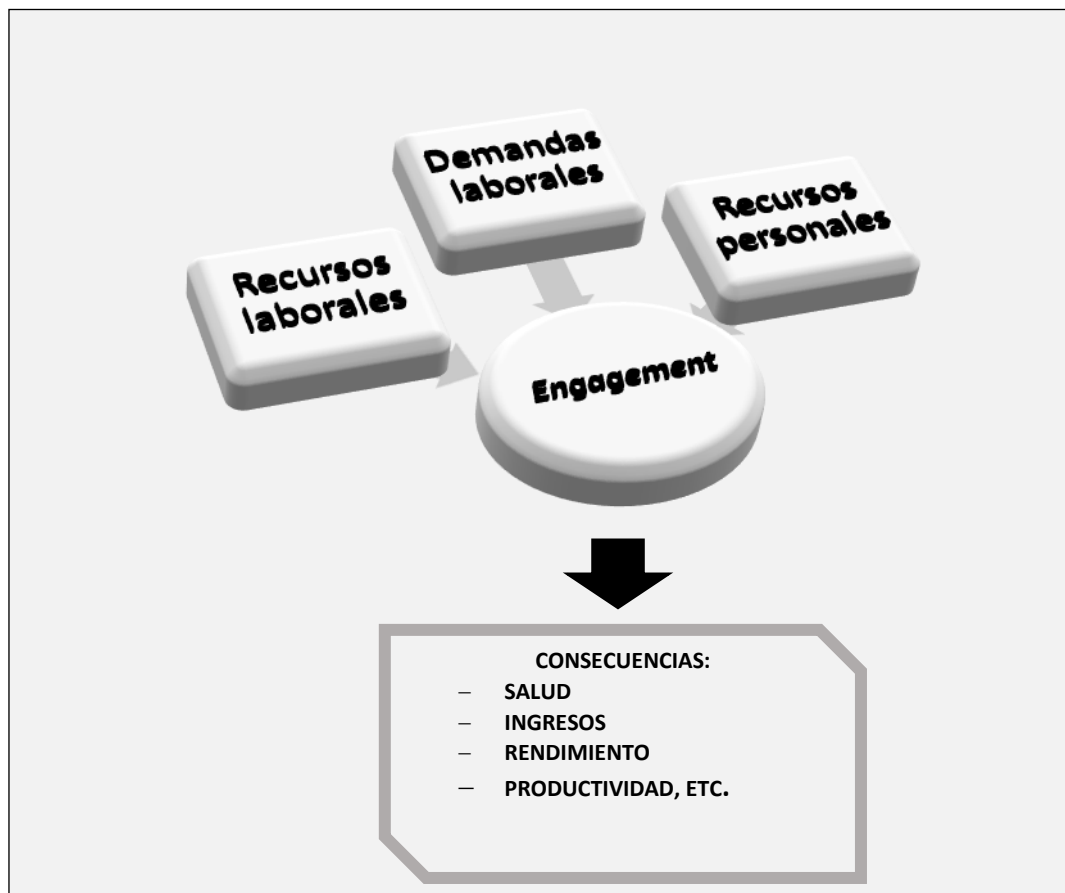 Demandas
laborales
Recursos
personales
Recursos
laborales
Engagement
CONSECUENCIAS:
– SALUD
– INGRESOS
– RENDIMIENTO
– PRODUCTIVIDAD, ETC.